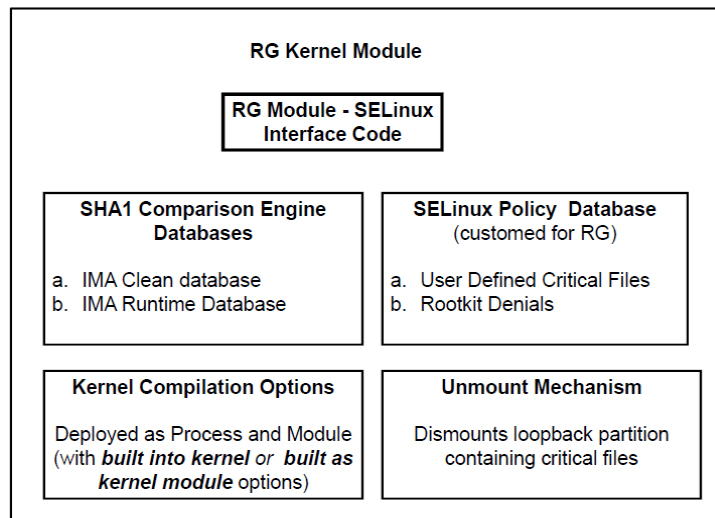 RG Kernel Module
RG Module - SELinux
Interface Code
SHA1 Comparison Engine
Databases
a. IMA Clean database
b. IMA Runtime Database
SELinux Policy Database
(customed for RG)
a. User Defined Critical Files
b. Rootkit Denials
Kernel Compilation Options
Deployed as Process and Module
(with built into kernel or built as
kernel module options)
Unmount Mechanism
Dismounts loopback partition
containing critical files